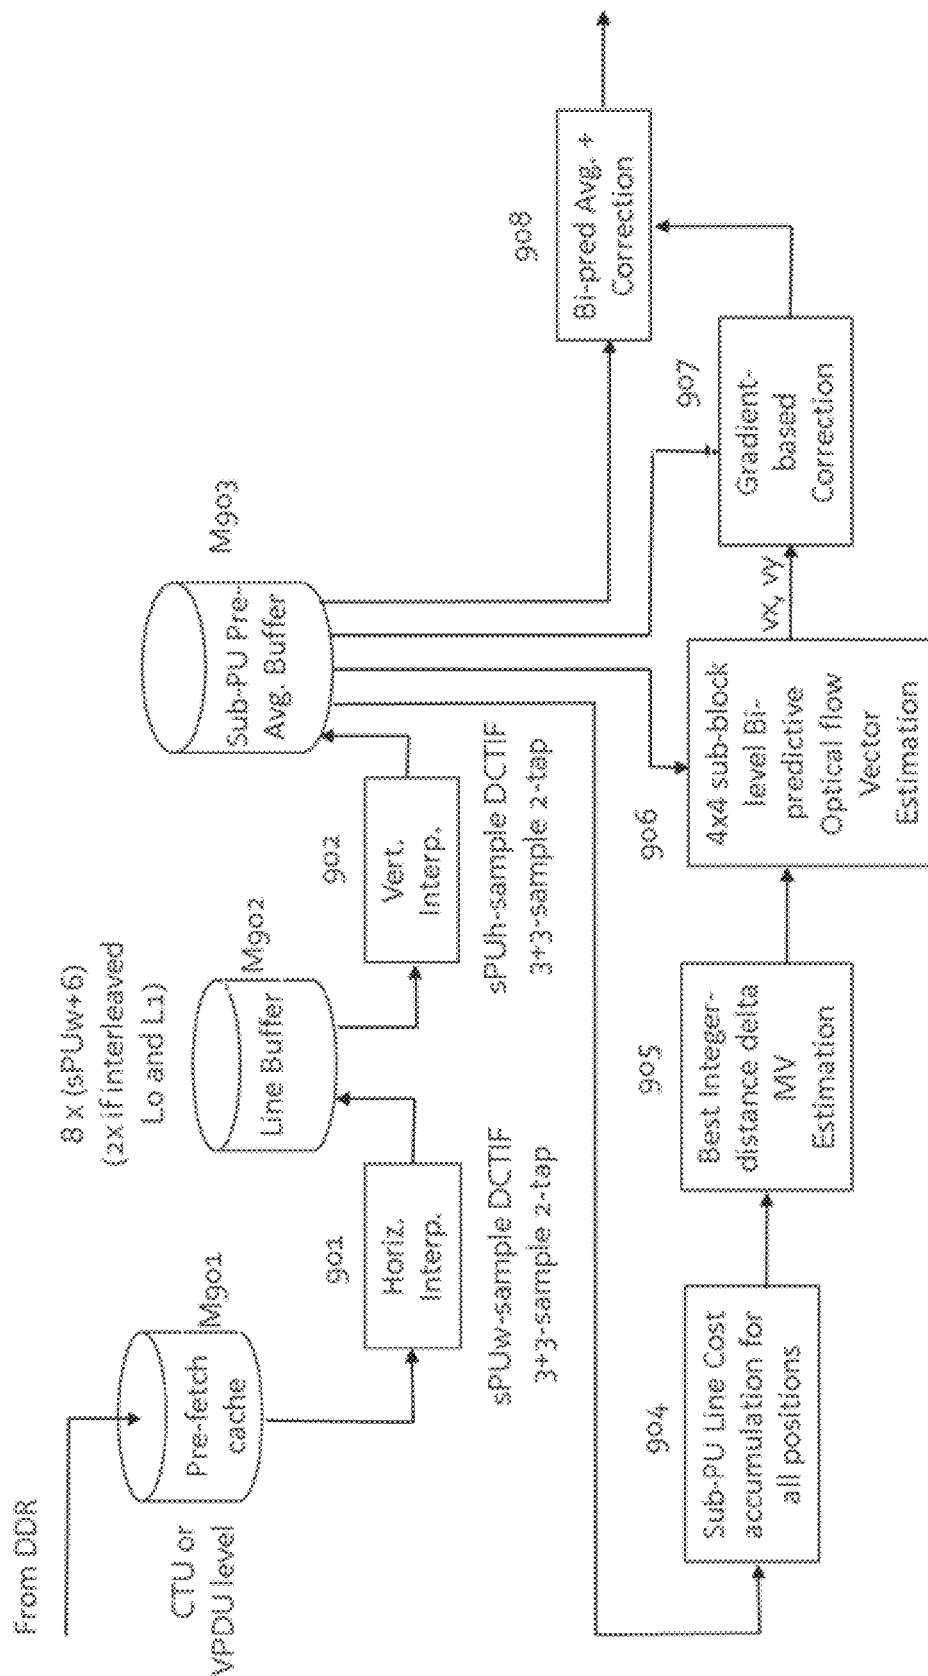 From DDR
CTU or
VPDU level
Pre-fetch
cache
M901
901
Horiz.
Interp.
sPUw-sample DCTIF
3+3-sample 2-tap
8 x (sPUw+6)
(2x if interleaved
L0 and L1)
Line Buffer
M902
902
Vert.
Interp.
sPUh-sample DCTIF
3+3-sample 2-tap
Sub-PU Pre-
Avg. Buffer
M903
904
Sub-PU Line Cost
accumulation for
all positions
905
Best Integer-
distance delta
MV
Estimation
906
4x4 sub-block
level Bi-
predictive
Optical flow
Vector
Estimation
vx, vy
907
Gradient-
based
Correction
908
Bi-pred Avg. +
Correction